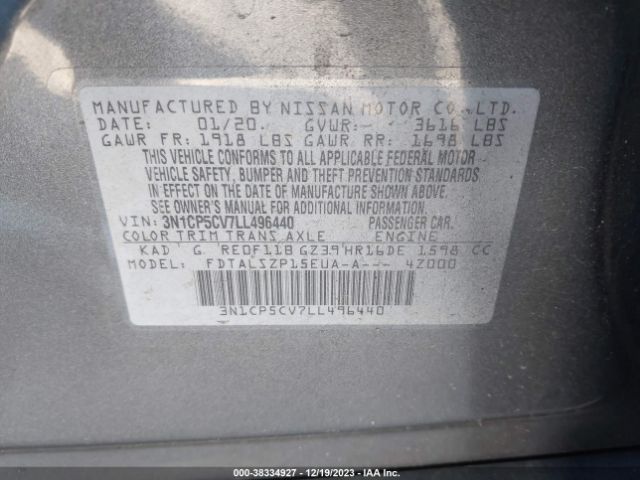 MANUFACTURED BY NISSAN MOTOR CO.,LTD.
DATE: 01/20. GVWR: 3616 LBS
GAWR FR: 1918 LBS GAWR RR: 1698 LBS
THIS VEHICLE CONFORMS TO ALL APPLICABLE FEDERAL MOTOR
VEHICLE SAFETY, BUMPER AND THEFT PREVENTION STANDARDS
IN EFFECT ON THE DATE OF MANUFACTURE SHOWN ABOVE.
SEE OWNER'S MANUAL FOR ADDITIONAL INFORMATION.
VIN: 3N1CP5CV7LL496440 PASSENGER CAR.
COLOR TRIM TRANS AXLE ENGINE
KAD G RE0F11B GZ39 HR16DE 1598 CC
MODEL: FDTALSZP15EUA-A--- 4Z000
3N1CP5CV7LL496440
000-38334927 - 12/19/2023 - IAA Inc.